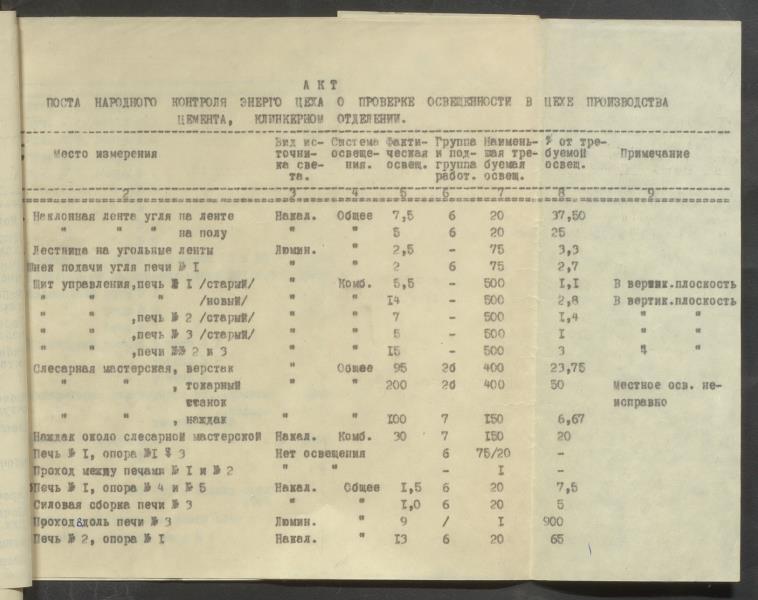 А К Т
ПОСТА НАРОДНОГО КОНТРОЛЯ ЭНЕРГО ЦЕХА О ПРОВЕРКЕ ОСВЕЩЕННОСТИ В ЦЕХЕ ПРОИЗВОДСТВА
ЦЕМЕНТА, КЛИНКЕРНОМ ОТДЕЛЕНИИ.
Вид ис- Система Факти- Группа Наимень- % от тре-
Место измерения точни- освеще- ческая и под- шая тре- буемой Примечание
ка све- ния. освещ. группа буемая освещ.
та. работ. освещ.
2 3 4 5 6 7 8 9
Наклонная лента угля на ленте Накал. Общее 7,5 6 20 37,50
" " " на полу " " 5 6 20 25
Лестница на угольные ленты Люмин. " 2,5 - 75 3,3
Шнек подачи угля печи № I " " 2 6 75 2,7
Щит управления,печь № I /старый/ " Комб. 5,5 - 500 I,I В вертик.плоскость
" " " /новый/ " " I4 - 500 2,8 В вертик.плоскость
" " ,печь № 2 /старый/ " " 7 - 500 I,4 " "
" " ,печь № 3 /старый/ " " 5 - 500 I " "
" " ,печи №№ 2 и 3 " " I5 - 500 3 " "
Слесарная мастерская, верстак " Общее 95 2б 400 23,75
" " , токарный " " 200 2б 400 50 Местное осв. не-
станок исправно
" " , наждак " " I00 7 I50 6,67
Наждак около слесарной мастерской Накал. Комб. 30 7 I50 20
Печь № I, опора №I % 3 Нет освещения 6 75/20 -
Проход между печами № I и № 2 " " - I -
Печь № I, опора № 4 и № 5 Накал. Общее I,5 6 20 7,5
Силовая сборка печи № 3 " " I,0 6 20 5
Проход вдоль печи № 3 Люмин. " 9 / I 900
Печь № 2, опора № I Накал. " I3 6 20 65